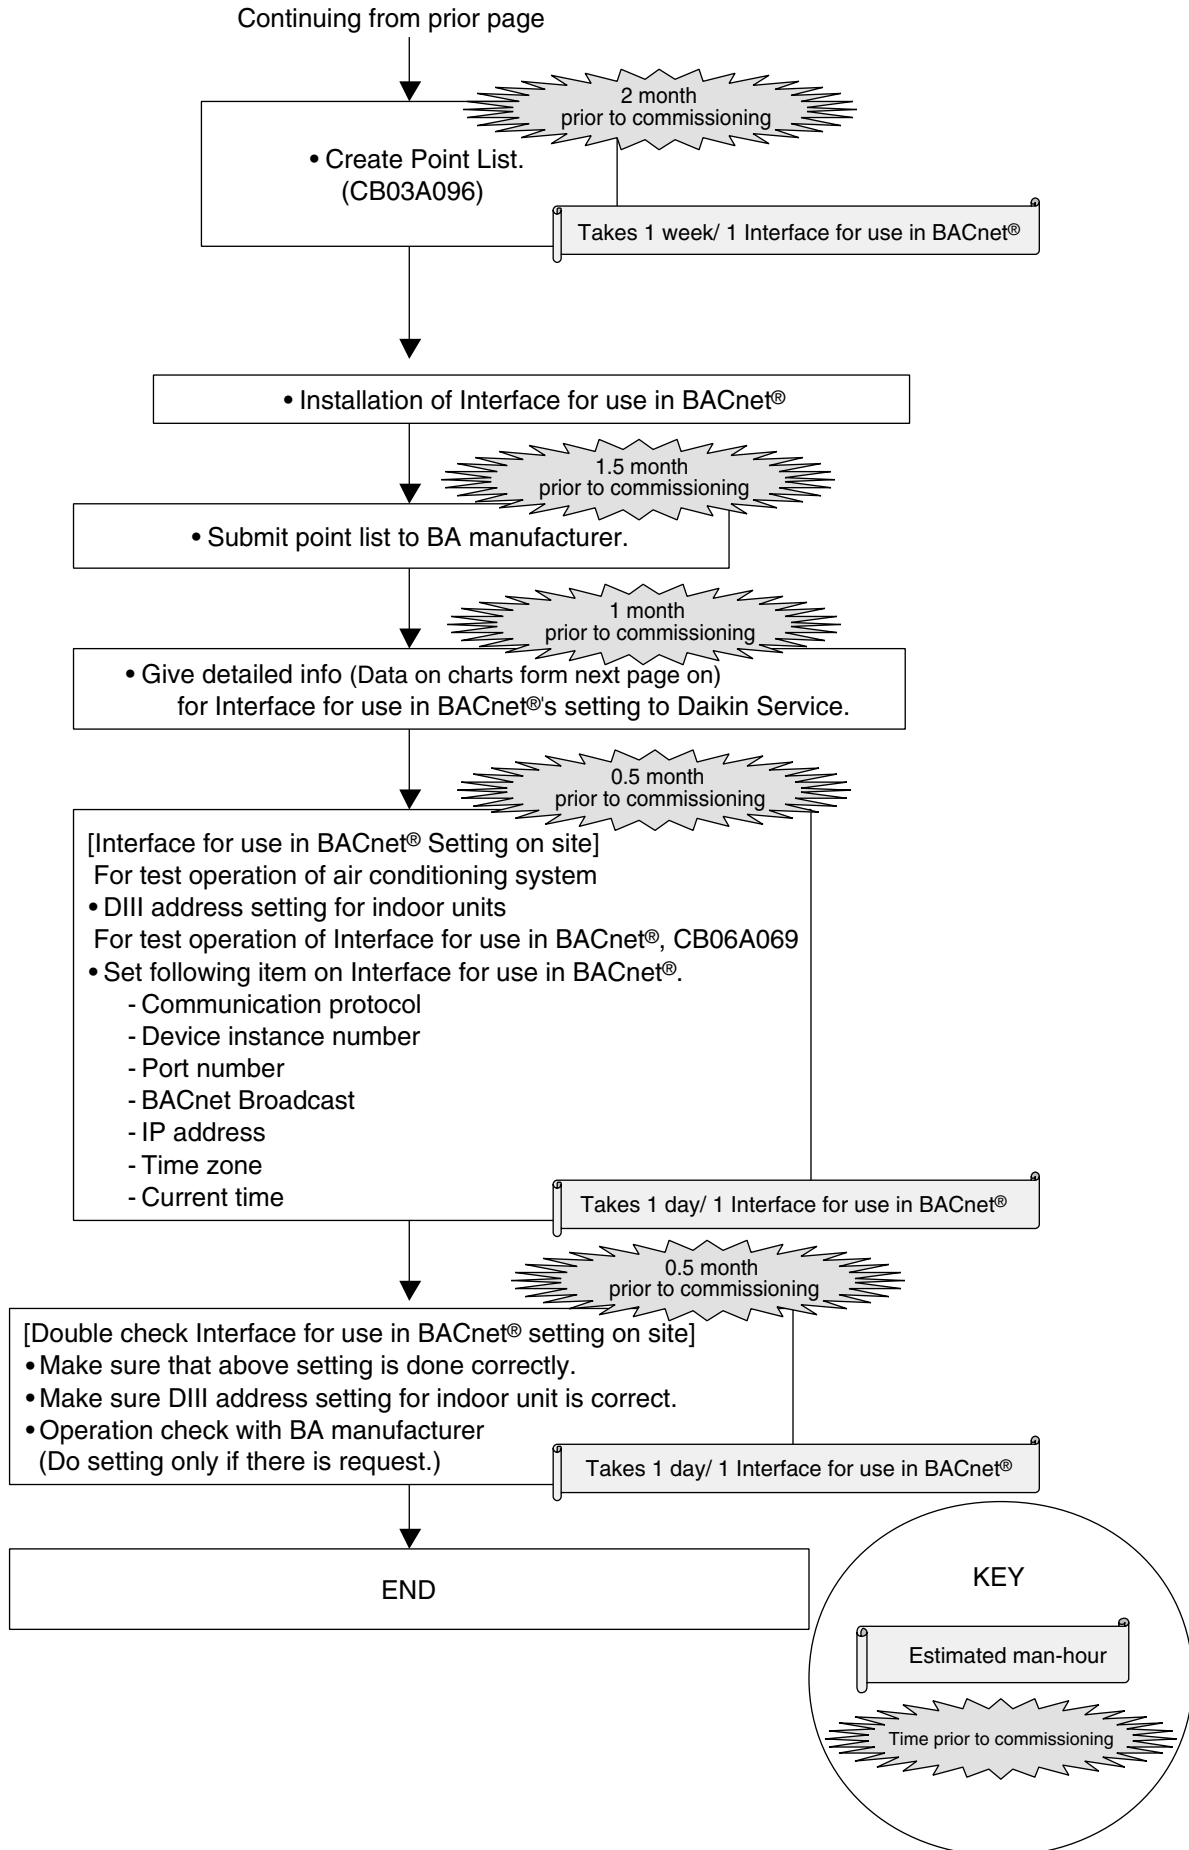 Continuing from prior page
2 month
prior to commissioning
• Create Point List.
(CB03A096)
Takes 1 week/ 1 Interface for use in BACnet®
• Installation of Interface for use in BACnet®
1.5 month
prior to commissioning
• Submit point list to BA manufacturer.
1 month
prior to commissioning
• Give detailed info (Data on charts form next page on)
for Interface for use in BACnet®'s setting to Daikin Service.
0.5 month
prior to commissioning
[Interface for use in BACnet® Setting on site]
For test operation of air conditioning system
• DIII address setting for indoor units
For test operation of Interface for use in BACnet®, CB06A069
• Set following item on Interface for use in BACnet®.
- Communication protocol
- Device instance number
- Port number
- BACnet Broadcast
- IP address
- Time zone
- Current time
Takes 1 day/ 1 Interface for use in BACnet®
0.5 month
prior to commissioning
[Double check Interface for use in BACnet® setting on site]
• Make sure that above setting is done correctly.
• Make sure DIII address setting for indoor unit is correct.
• Operation check with BA manufacturer
(Do setting only if there is request.)
Takes 1 day/ 1 Interface for use in BACnet®
END
KEY
Estimated man-hour
Time prior to commissioning